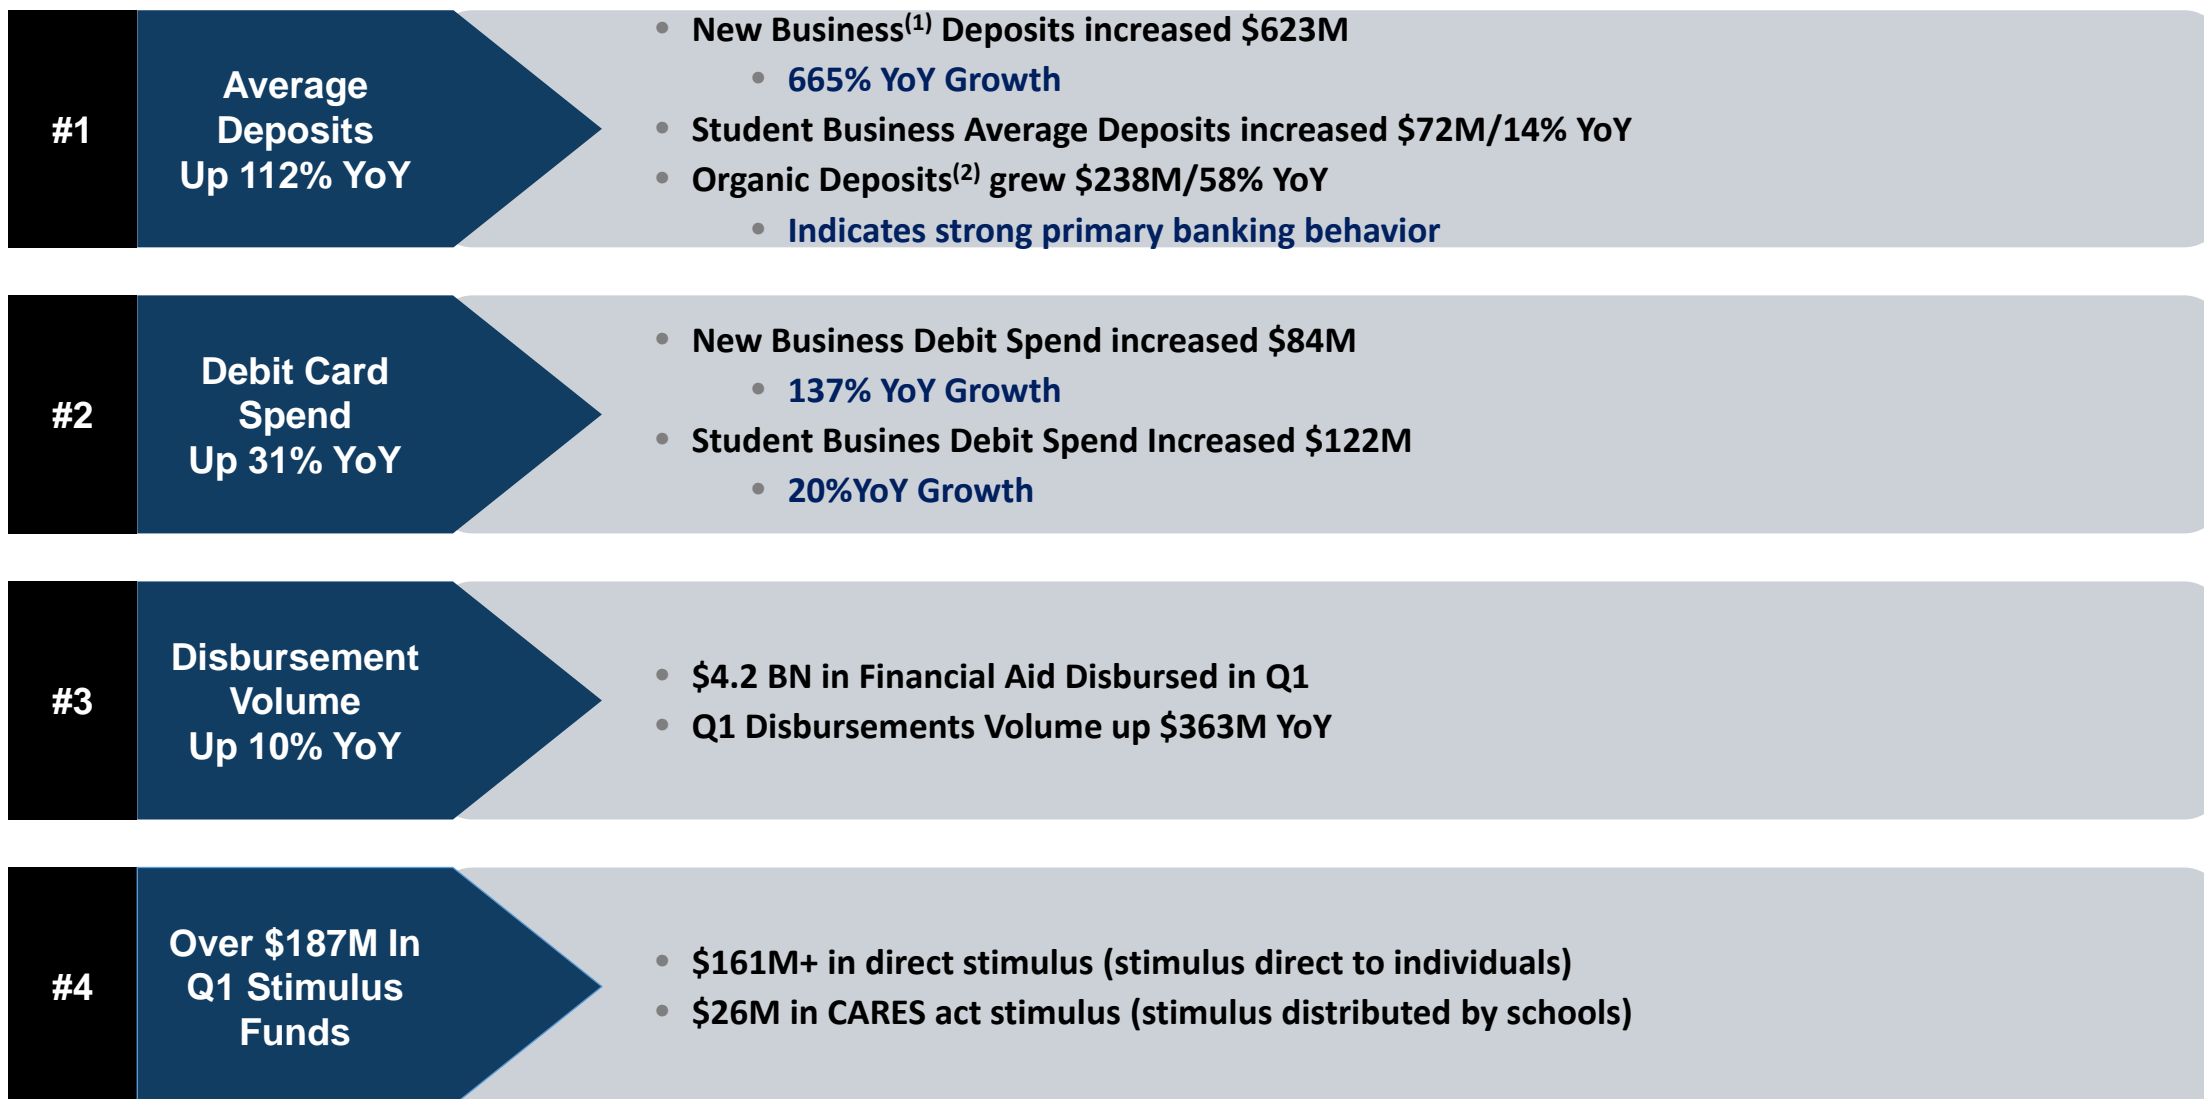 #1
Average
Deposits
Up 112% YoY
• New Business(1) Deposits increased $623M
• 665% YoY Growth
• Student Business Average Deposits increased $72M/14% YoY
• Organic Deposits(2) grew $238M/58% YoY
• Indicates strong primary banking behavior
#2
Debit Card
Spend
Up 31% YoY
• New Business Debit Spend increased $84M
• 137% YoY Growth
• Student Busines Debit Spend Increased $122M
• 20%YoY Growth
#3
Disbursement
Volume
Up 10% YoY
• $4.2 BN in Financial Aid Disbursed in Q1
• Q1 Disbursements Volume up $363M YoY
#4
Over $187M In
Q1 Stimulus
Funds
• $161M+ in direct stimulus (stimulus direct to individuals)
• $26M in CARES act stimulus (stimulus distributed by schools)